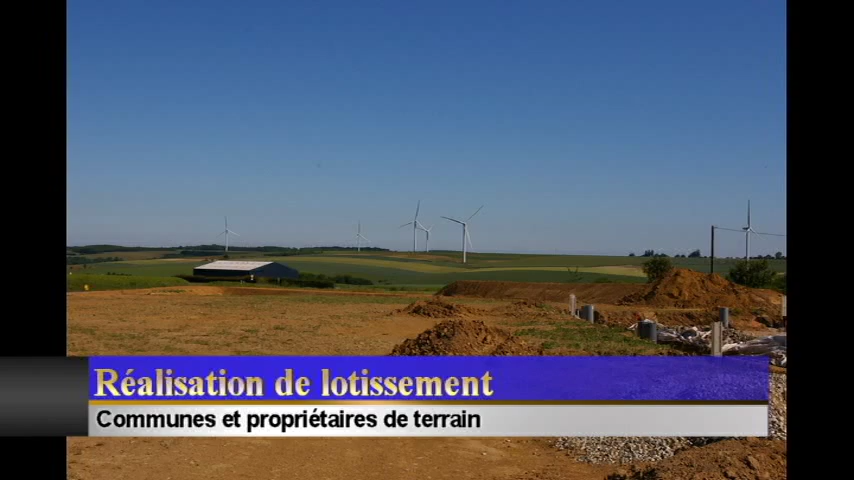 Réalisation de lotissement
Communes et propriétaires de terrain